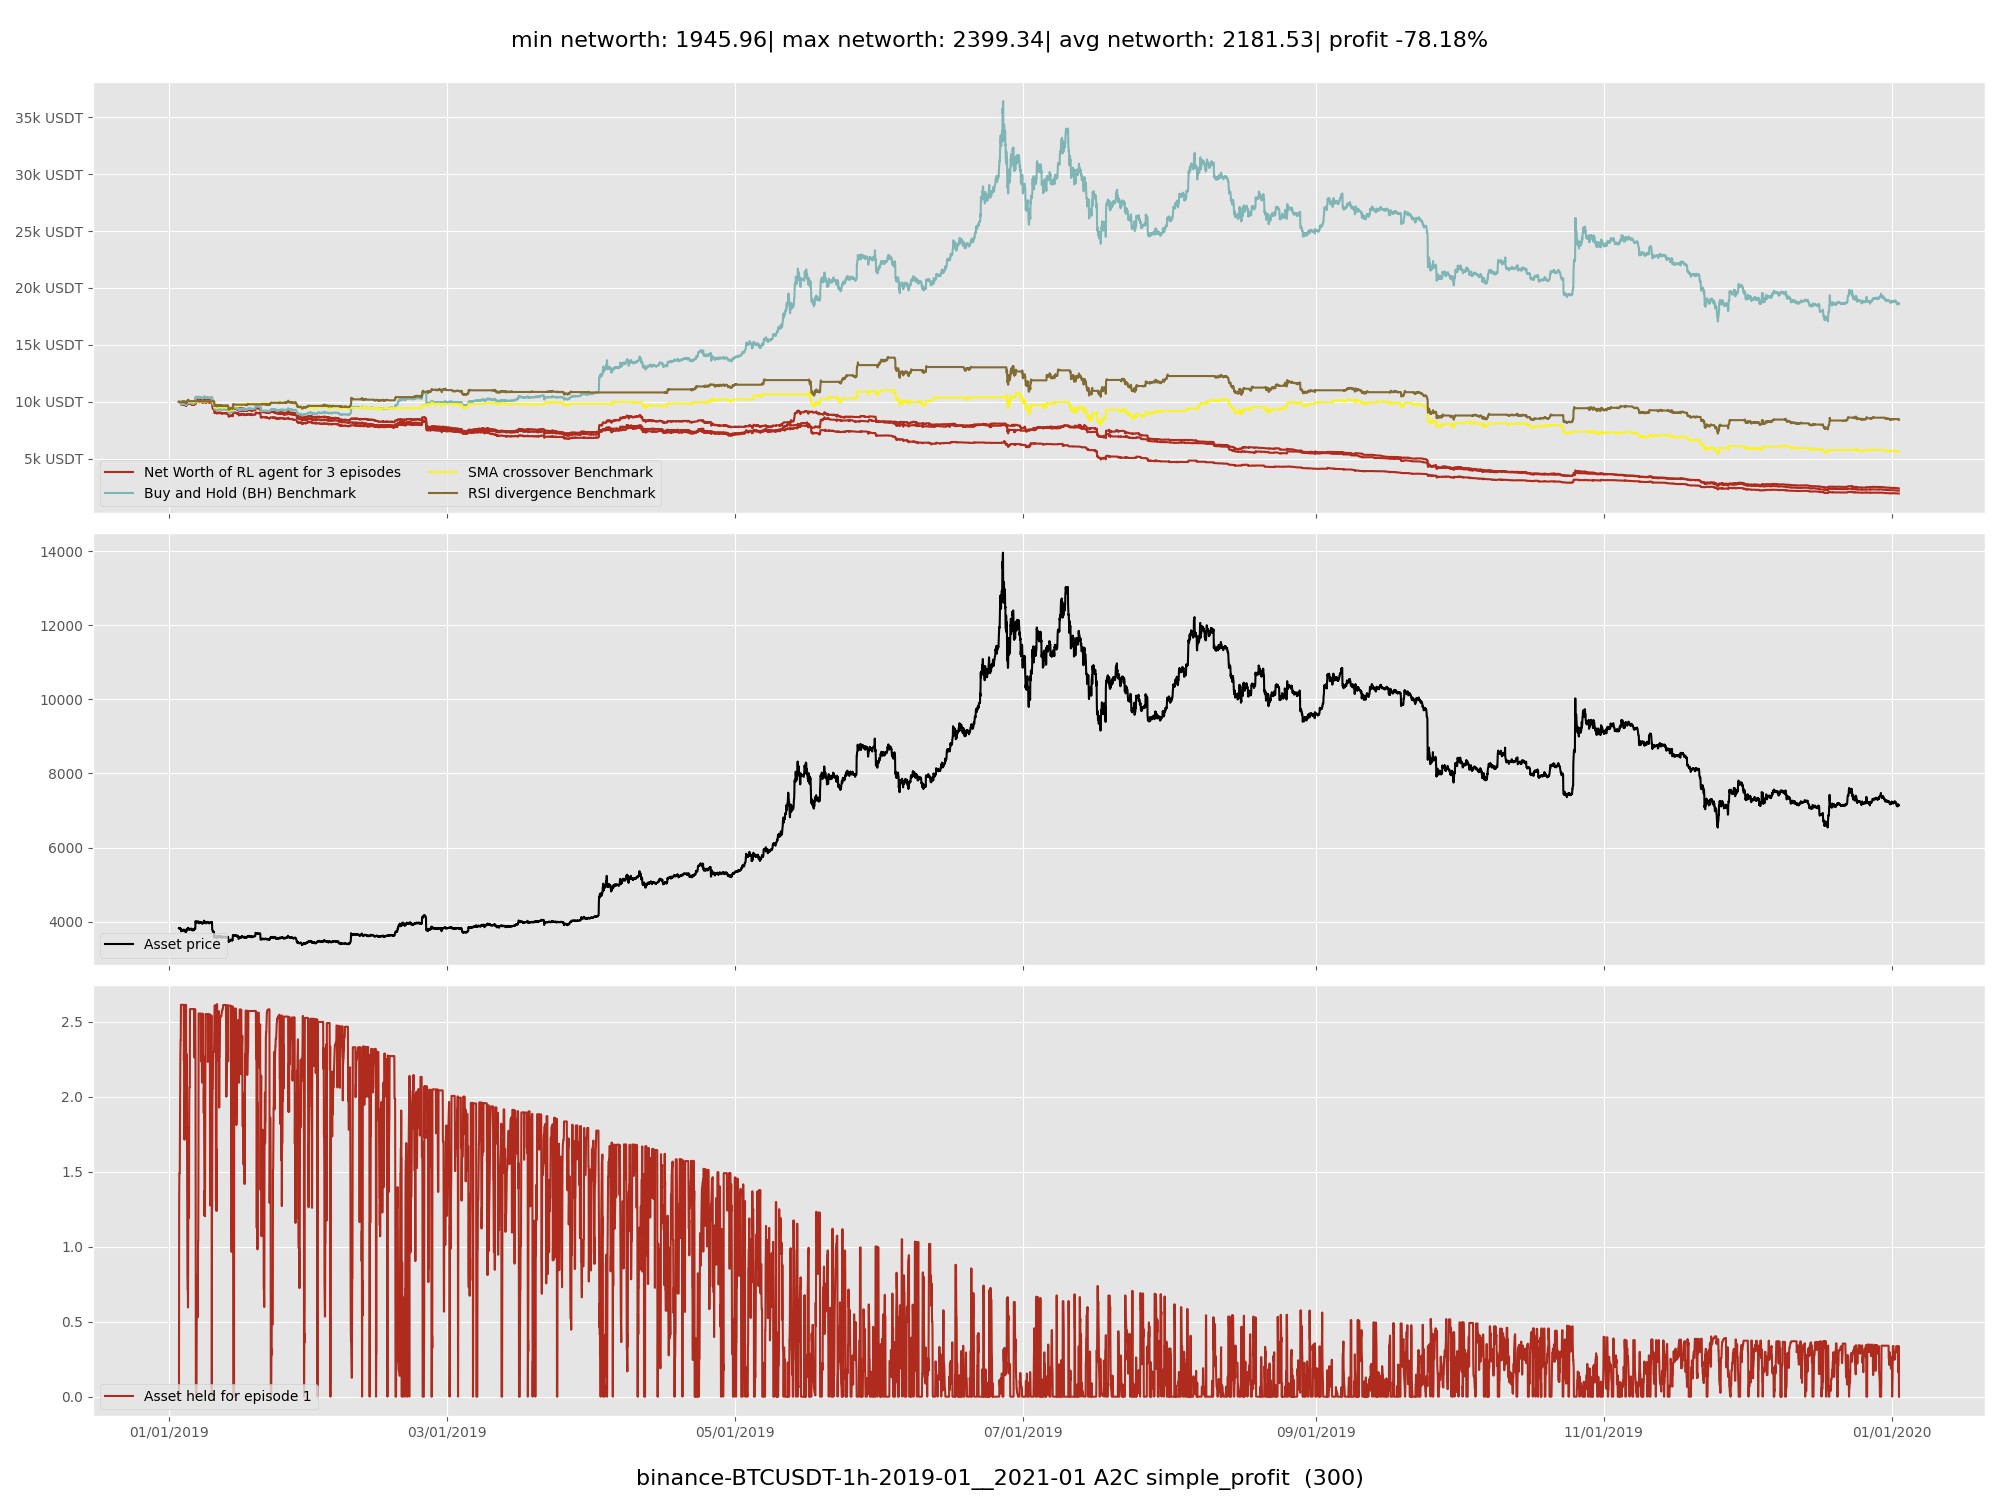 min networth: 1945.96| max networth: 2399.34| avg networth: 2181.53| profit -78.18%
35k USDT
30k USDT
25k USDT
20k USDT
15k USDT
10k USDT
5k USDT
Net Worth of RL agent for 3 episodes
Buy and Hold (BH) Benchmark
SMA crossover Benchmark
RSI divergence Benchmark
14000
12000
10000
8000
6000
4000
Asset price
2.5
2.0
1.5
1.0
0.5
0.0
Asset held for episode 1
01/01/2019 03/01/2019 05/01/2019 07/01/2019 09/01/2019 11/01/2019 01/01/2020
binance-BTCUSDT-1h-2019-01__2021-01 A2C simple_profit  (300)